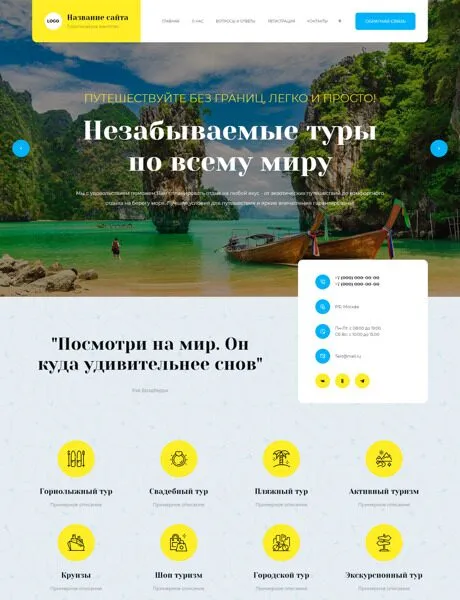 LOGO
Название сайта
Туристическое агентство
ГЛАВНАЯ
О НАС
ВОПРОСЫ И ОТВЕТЫ
РЕГИСТРАЦИЯ
КОНТАКТЫ
ОБРАТНАЯ СВЯЗЬ
ПУТЕШЕСТВУЙТЕ БЕЗ ГРАНИЦ, ЛЕГКО И ПРОСТО!
Незабываемые туры
по всему миру
Мы с удовольствием поможем Вам спланировать отдых на любой вкус - от экзотических путешествий до комфортного
отдыха на берегу моря. Лучшие условия для путешествия и яркие впечатления гарантированы!
+7 (000) 000-00-00
+7 (000) 000-00-00
РБ, Москва
Пн-Пт: с 08:00 до 19:00
Сб-Вс: с 10:00 до 15:00
Test@mail.ru
"Посмотри на мир. Он
куда удивительнее снов"
Рэй Брэдбери
Горнолыжный тур
Примерное описание
Свадебный тур
Примерное описание
Пляжный тур
Примерное описание
Активный туризм
Примерное описание
Круизы
Примерное описание
Шоп туризм
Примерное описание
Городской тур
Примерное описание
Экскурсионный тур
Примерное описание